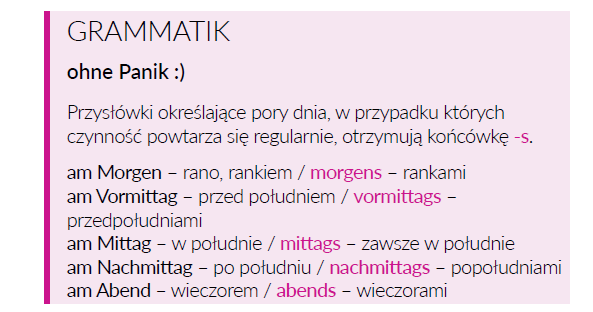 GRAMMATIK
ohne Panik :)
Przysłówki określające pory dnia, w przypadku których
czynność powtarza się regularnie, otrzymują końcówkę -s.
am Morgen – rano, rankiem / morgens – rankami
am Vormittag – przed południem / vormittags –
przedpołudniami
am Mittag – w południe / mittags – zawsze w południe
am Nachmittag – po południu / nachmittags – popołudniami
am Abend – wieczorem / abends – wieczorami